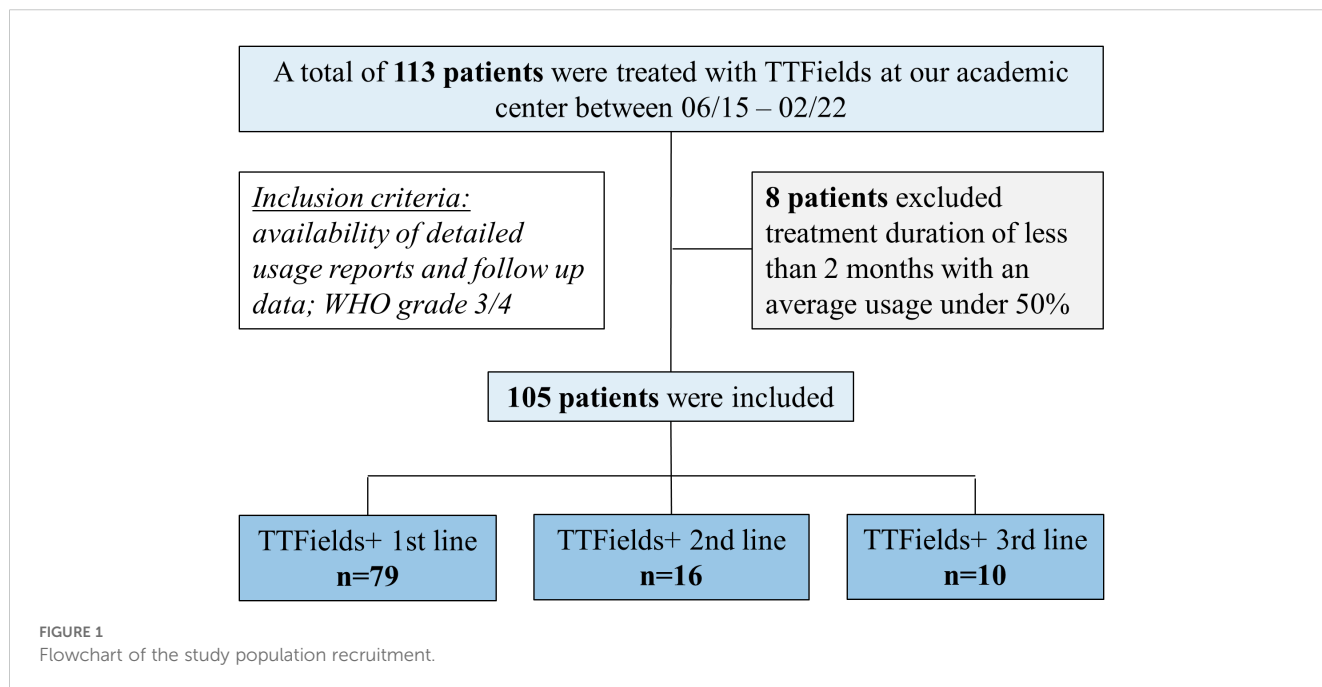 A total of 113 patients were treated with TTFields at our academic
center between 06/15 – 02/22
Inclusion criteria:
availability of detailed
usage reports and follow up
data; WHO grade 3/4
8 patients excluded
treatment duration of less
than 2 months with an
average usage under 50%
105 patients were included
TTFields+ 1st line
n=79
TTFields+ 2nd line
n=16
TTFields+ 3rd line
n=10
FIGURE 1
Flowchart of the study population recruitment.